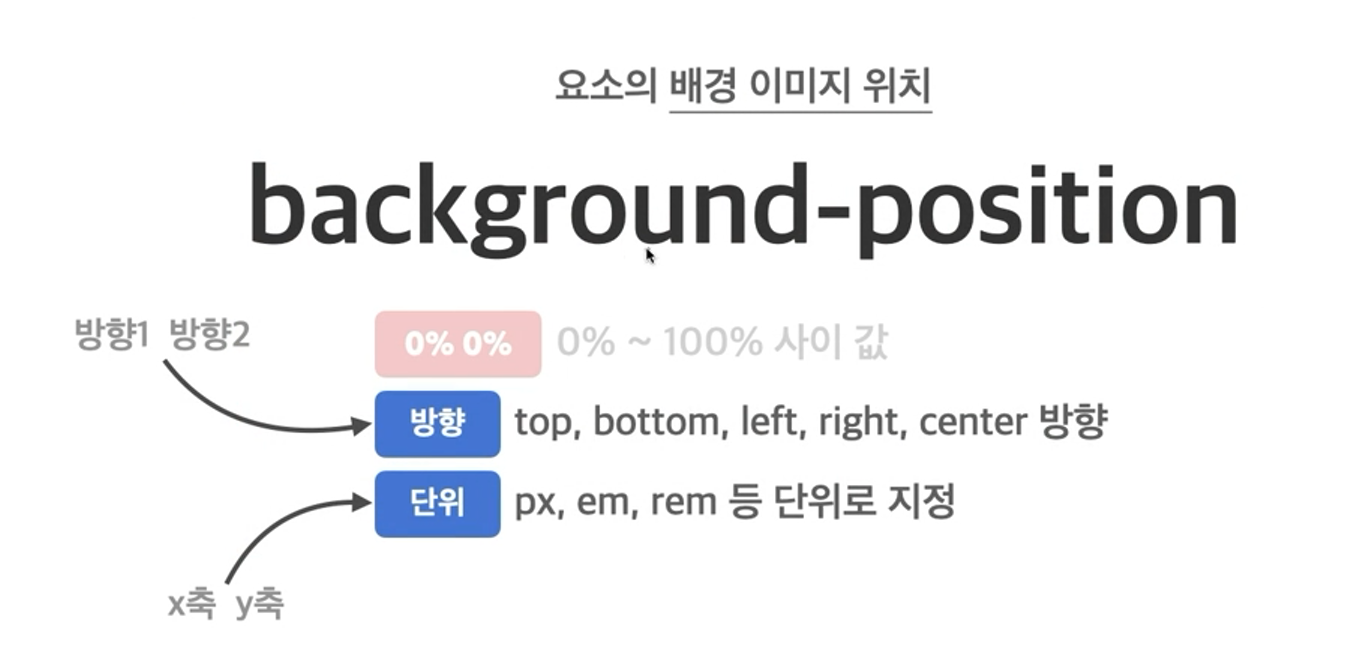 요소의 배경 이미지 위치
background-position
방향1 방향2
0% 0% 0% ~ 100% 사이 값
방향 top, bottom, left, right, center 방향
단위 px, em, rem 등 단위로 지정
x축 y축